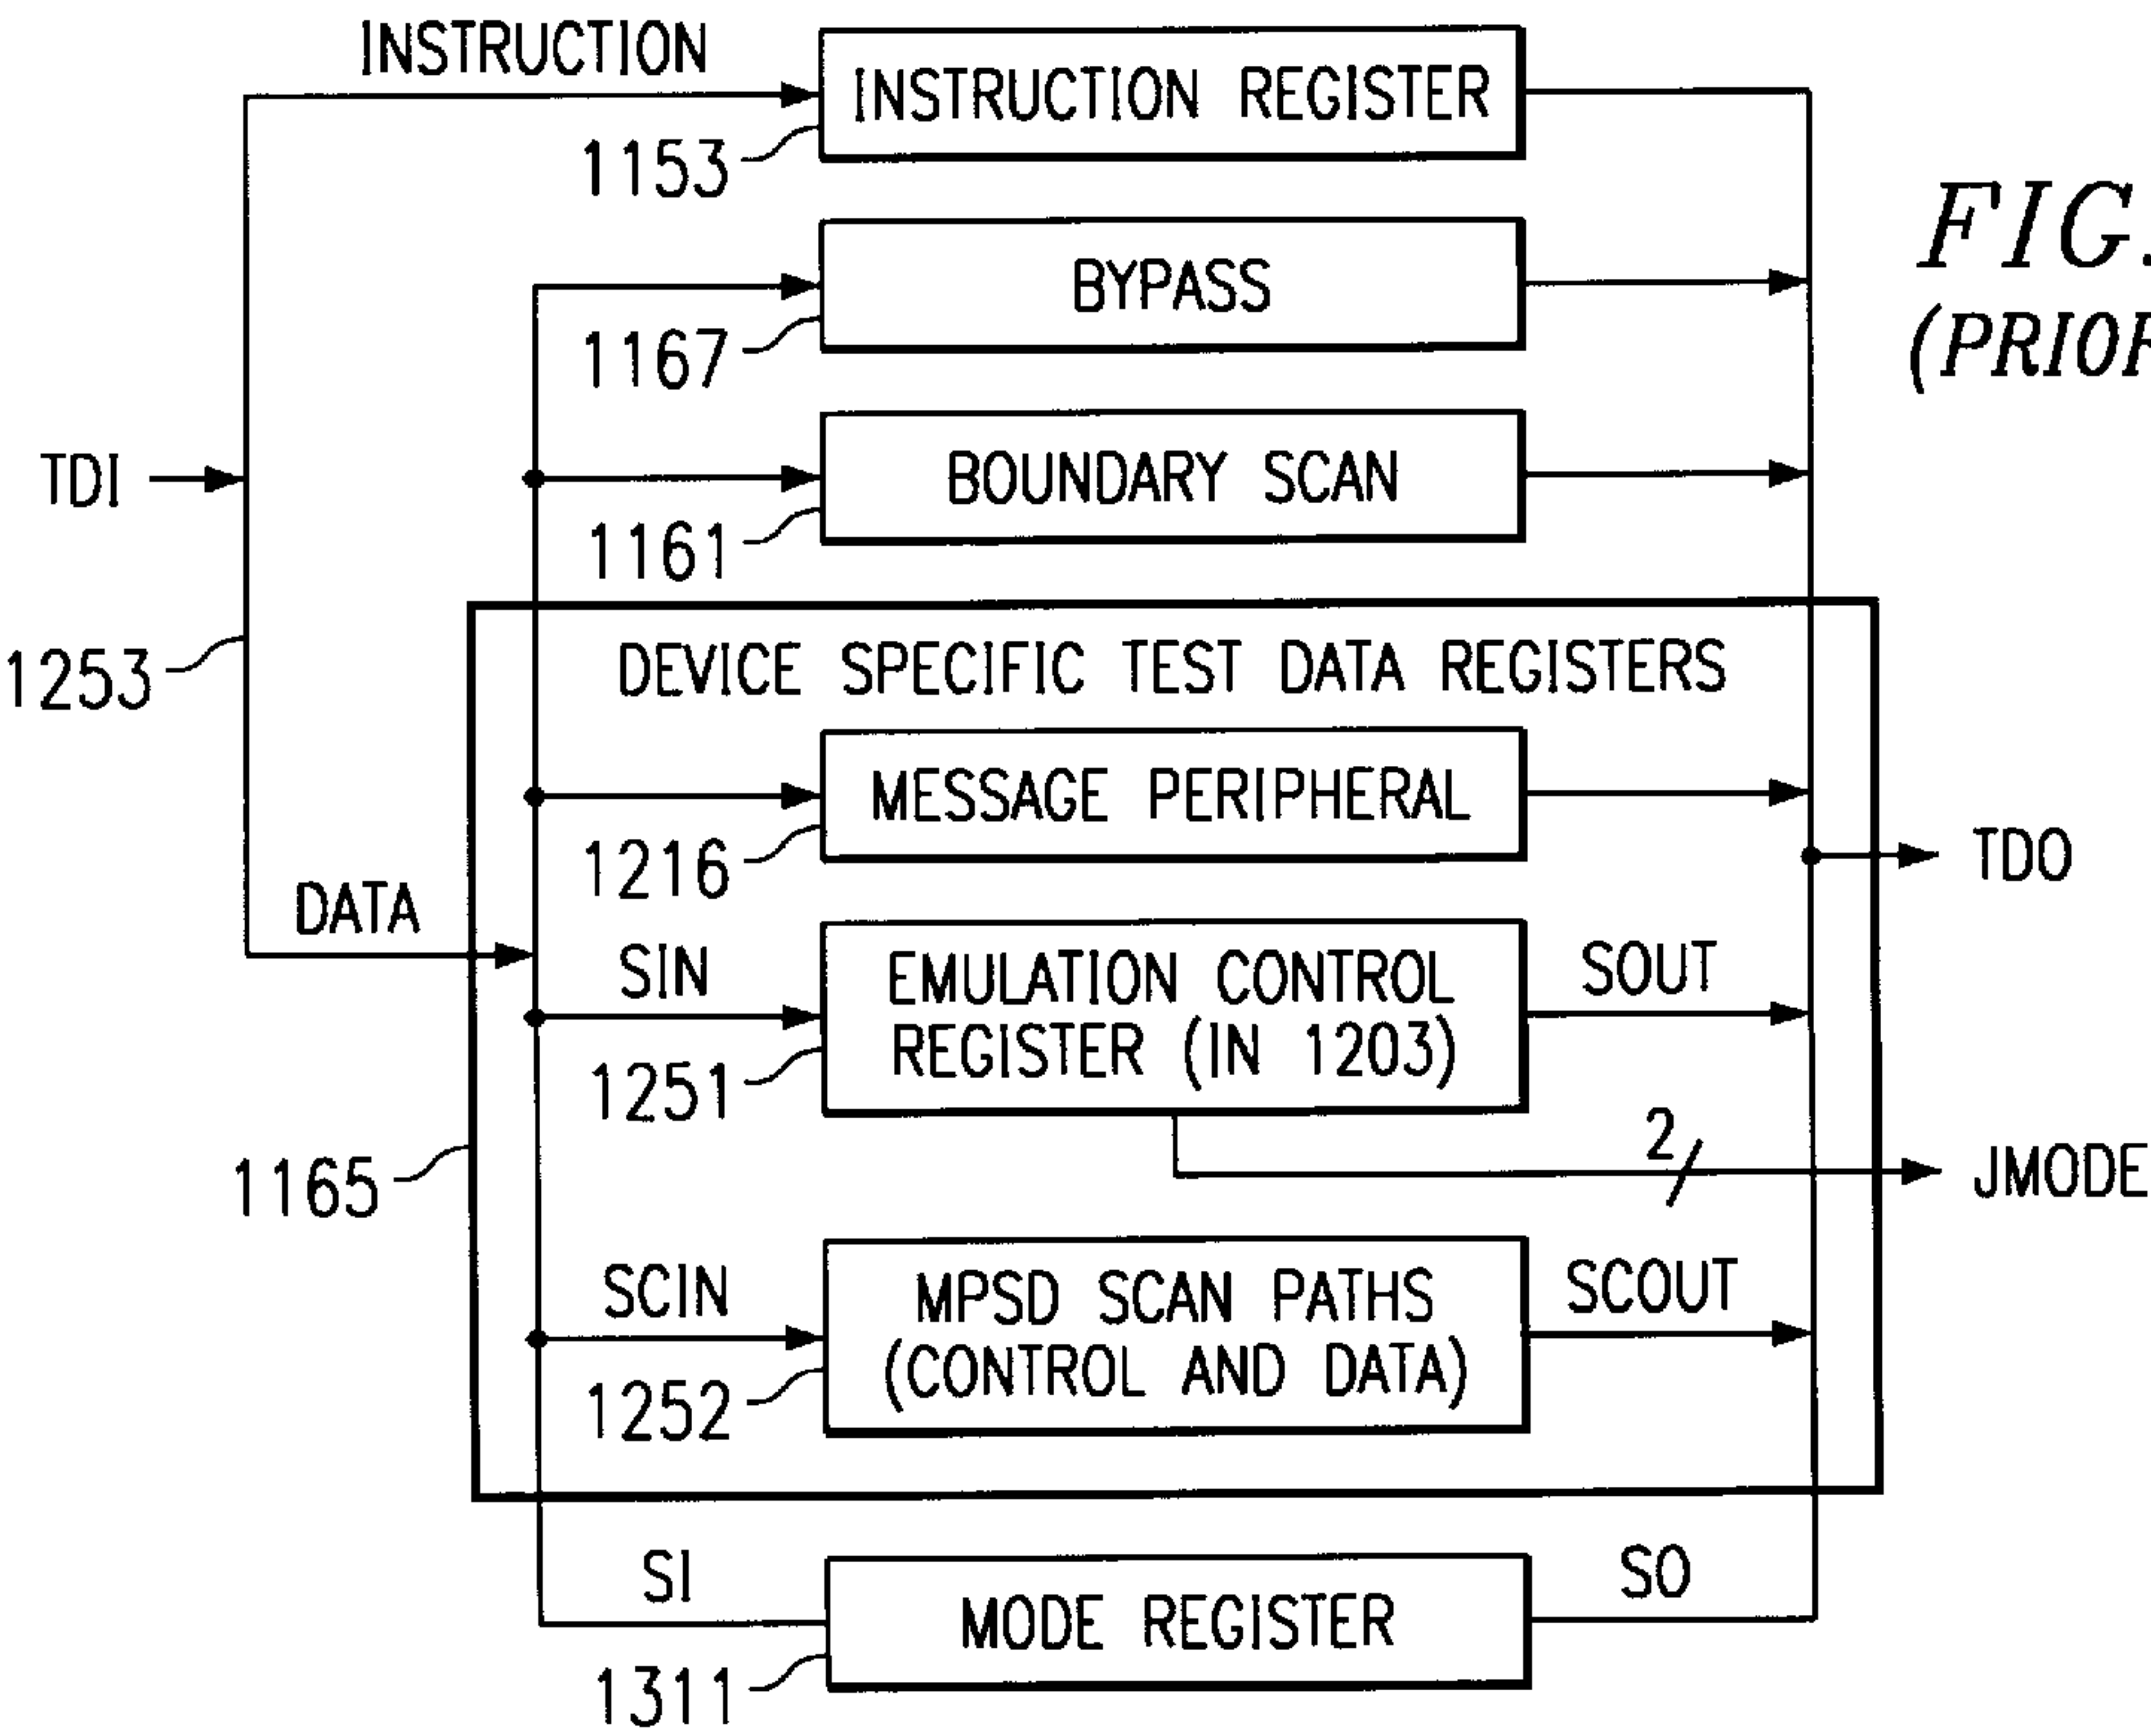 INSTRUCTION
INSTRUCTION REGISTER
1153
FIG.
(PRIOR
BYPASS
1167
TDI
BOUNDARY SCAN
1161
1253
DEVICE SPECIFIC TEST DATA REGISTERS
MESSAGE PERIPHERAL
1216
TDO
DATA
SIN
EMULATION CONTROL
REGISTER (IN 1203)
SOUT
1251
2
JMODE
1165
SCIN
MPSD SCAN PATHS
(CONTROL AND DATA)
SCOUT
1252
SI
MODE REGISTER
SO
1311